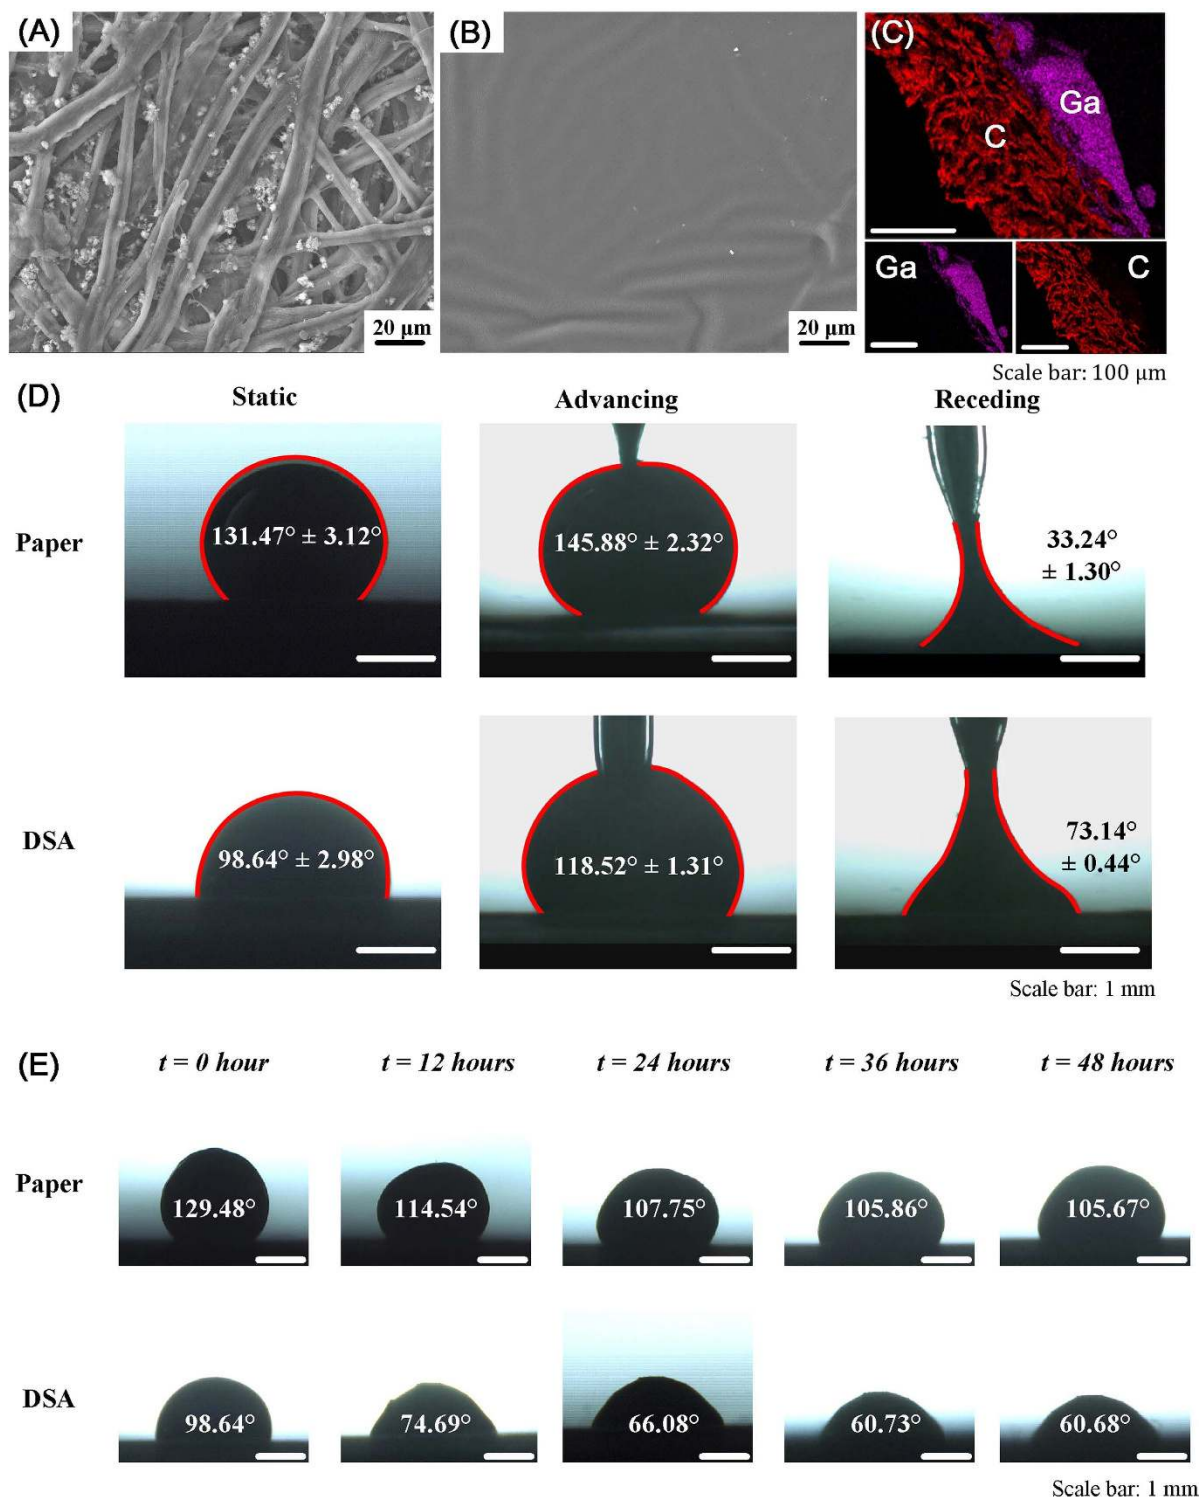 (A)
(B)
(C)
Ga
C
Ga
C
20 μm
20 μm
Scale bar: 100 μm
(D)
Static
Advancing
Receding
Paper
131.47° ± 3.12°
145.88° ± 2.32°
33.24°
± 1.30°
DSA
98.64° ± 2.98°
118.52° ± 1.31°
73.14°
± 0.44°
Scale bar: 1 mm
(E)
t = 0 hour
t = 12 hours
t = 24 hours
t = 36 hours
t = 48 hours
Paper
129.48°
114.54°
107.75°
105.86°
105.67°
DSA
98.64°
74.69°
66.08°
60.73°
60.68°
Scale bar: 1 mm